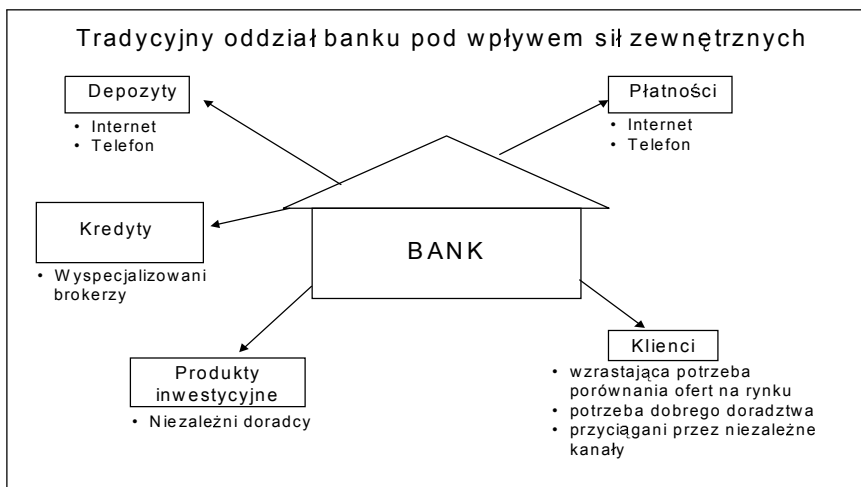 Tradycyjny oddział banku pod wpływem sił zewnętrznych
Depozyty
• Internet
• Telefon
Płatności
• Internet
• Telefon
Kredyty
• Wyspecjalizowani
brokerzy
BANK
Produkty
inwestycyjne
• Niezależni doradcy
Klienci
• wzrastająca potrzeba
porównania ofert na rynku
• potrzeba dobrego doradztwa
• przyciągani przez niezależne
kanały